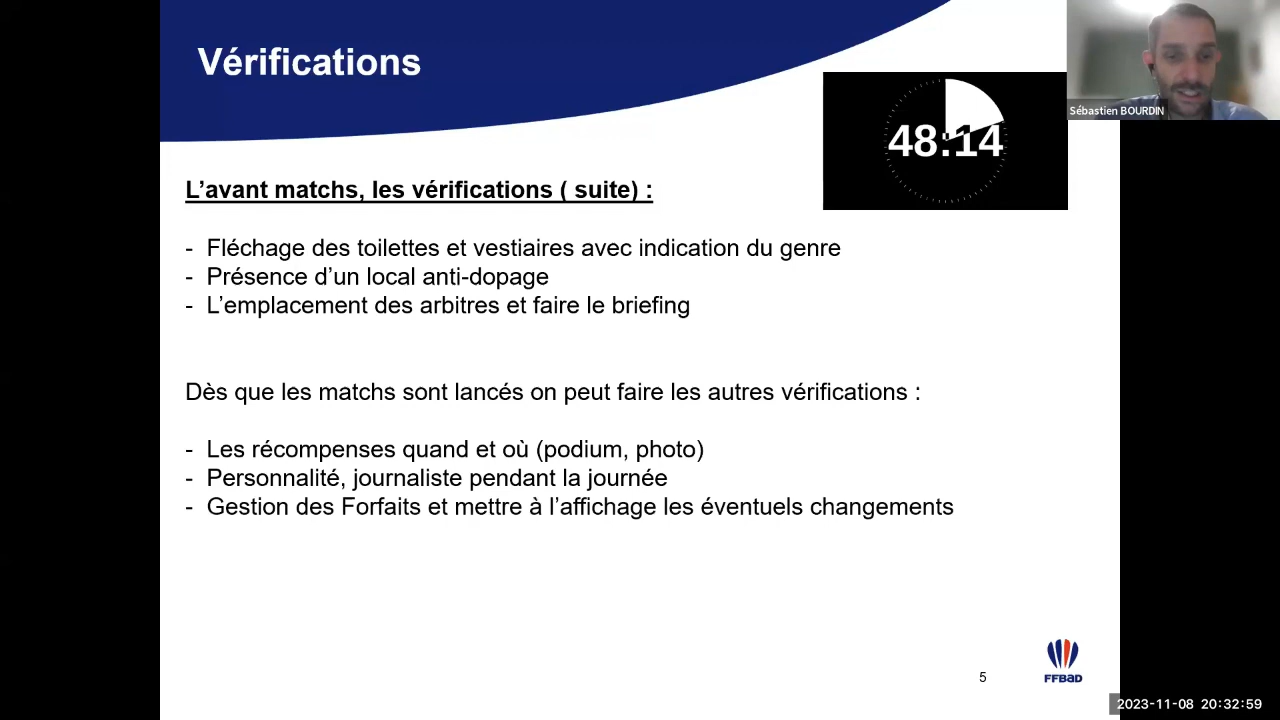 Vérifications
48:14
Sébastien BOURDIN
L’avant matchs, les vérifications ( suite) :
- Fléchage des toilettes et vestiaires avec indication du genre
- Présence d’un local anti-dopage
- L’emplacement des arbitres et faire le briefing
Dès que les matchs sont lancés on peut faire les autres vérifications :
- Les récompenses quand et où (podium, photo)
- Personnalité, journaliste pendant la journée
- Gestion des Forfaits et mettre à l’affichage les éventuels changements
5
FFBaD
2023-11-08 20:32:59